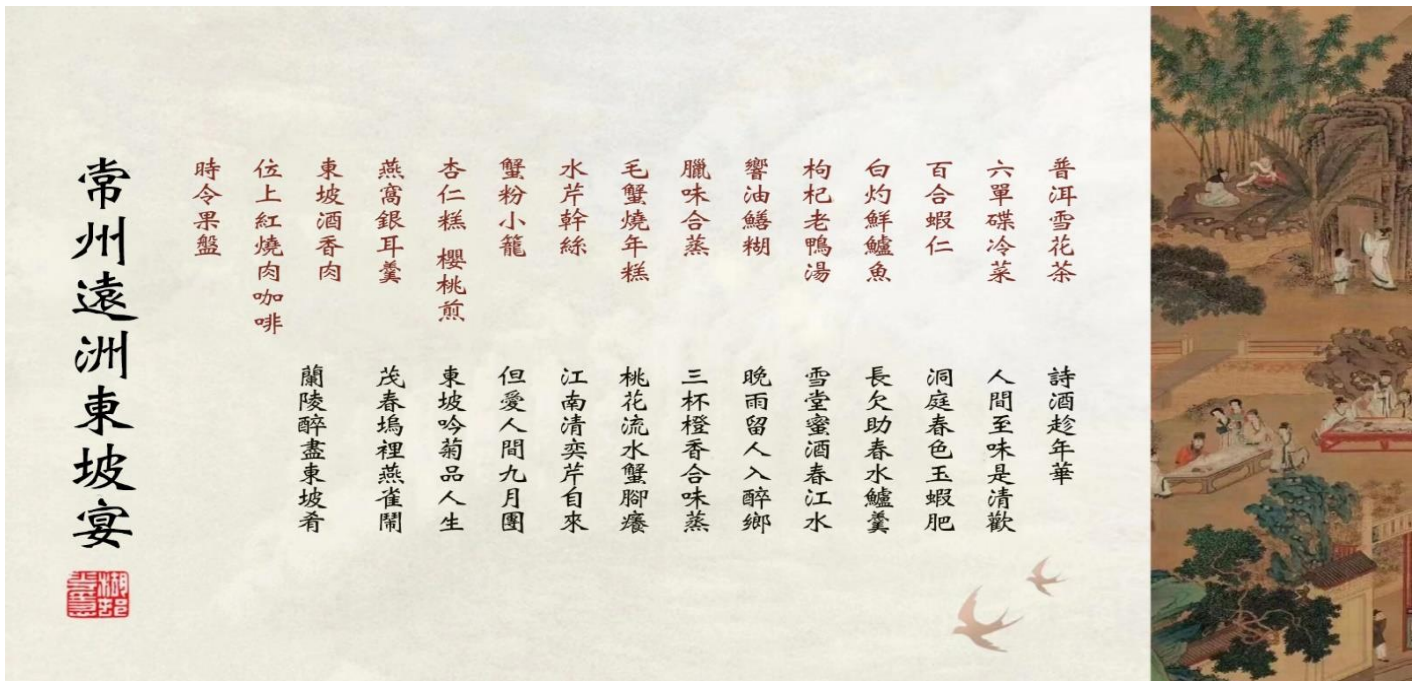 普洱雪花茶
詩酒趁年華
六單碟冷菜
人間至味是清歡
百合蝦仁
洞庭春色玉蝦肥
白灼鮮鱸魚
長欠助春水鱸羹
枸杞老鴨湯
雪堂蜜酒春江水
響油鱔糊
晚雨留人入醉鄉
臘味合蒸
三杯橙香合味蒸
毛蟹燒年糕
桃花流水蟹腳癢
水芹幹絲
江南清奕芹自來
蟹粉小籠
但愛人間九月團
杏仁糕 櫻桃煎
東坡吟菊品人生
燕窩銀耳羹
茂春塢裡燕雀鬧
東坡酒香肉
蘭陵醉盡東坡肴
位上紅燒肉咖啡
時令果盤
常州遠洲東坡宴